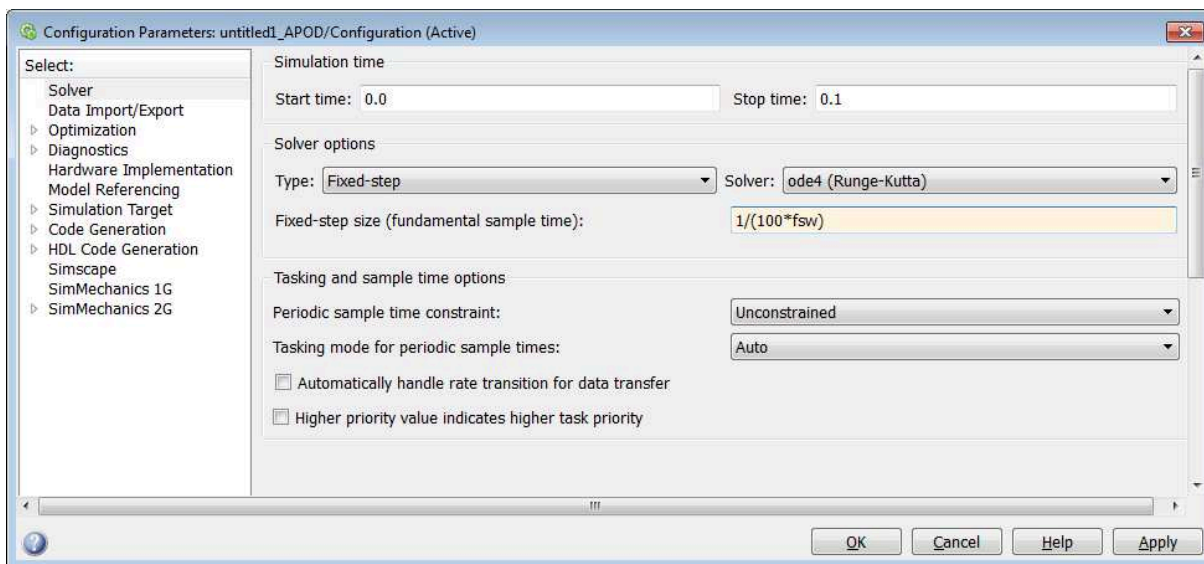 Configuration Parameters: untitled1_APOD/Configuration (Active)
Select:
Solver
Data Import/Export
Optimization
Diagnostics
Hardware Implementation
Model Referencing
Simulation Target
Code Generation
HDL Code Generation
Simscape
SimMechanics 1G
SimMechanics 2G
Simulation time
Start time: 0.0 Stop time: 0.1
Solver options
Type: Fixed-step Solver: ode4 (Runge-Kutta)
Fixed-step size (fundamental sample time): 1/(100*fsw)
Tasking and sample time options
Periodic sample time constraint: Unconstrained
Tasking mode for periodic sample times: Auto
Automatically handle rate transition for data transfer
Higher priority value indicates higher task priority
OK Cancel Help Apply